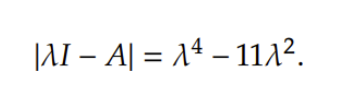 |λI − A| = λ⁴ − 11λ².